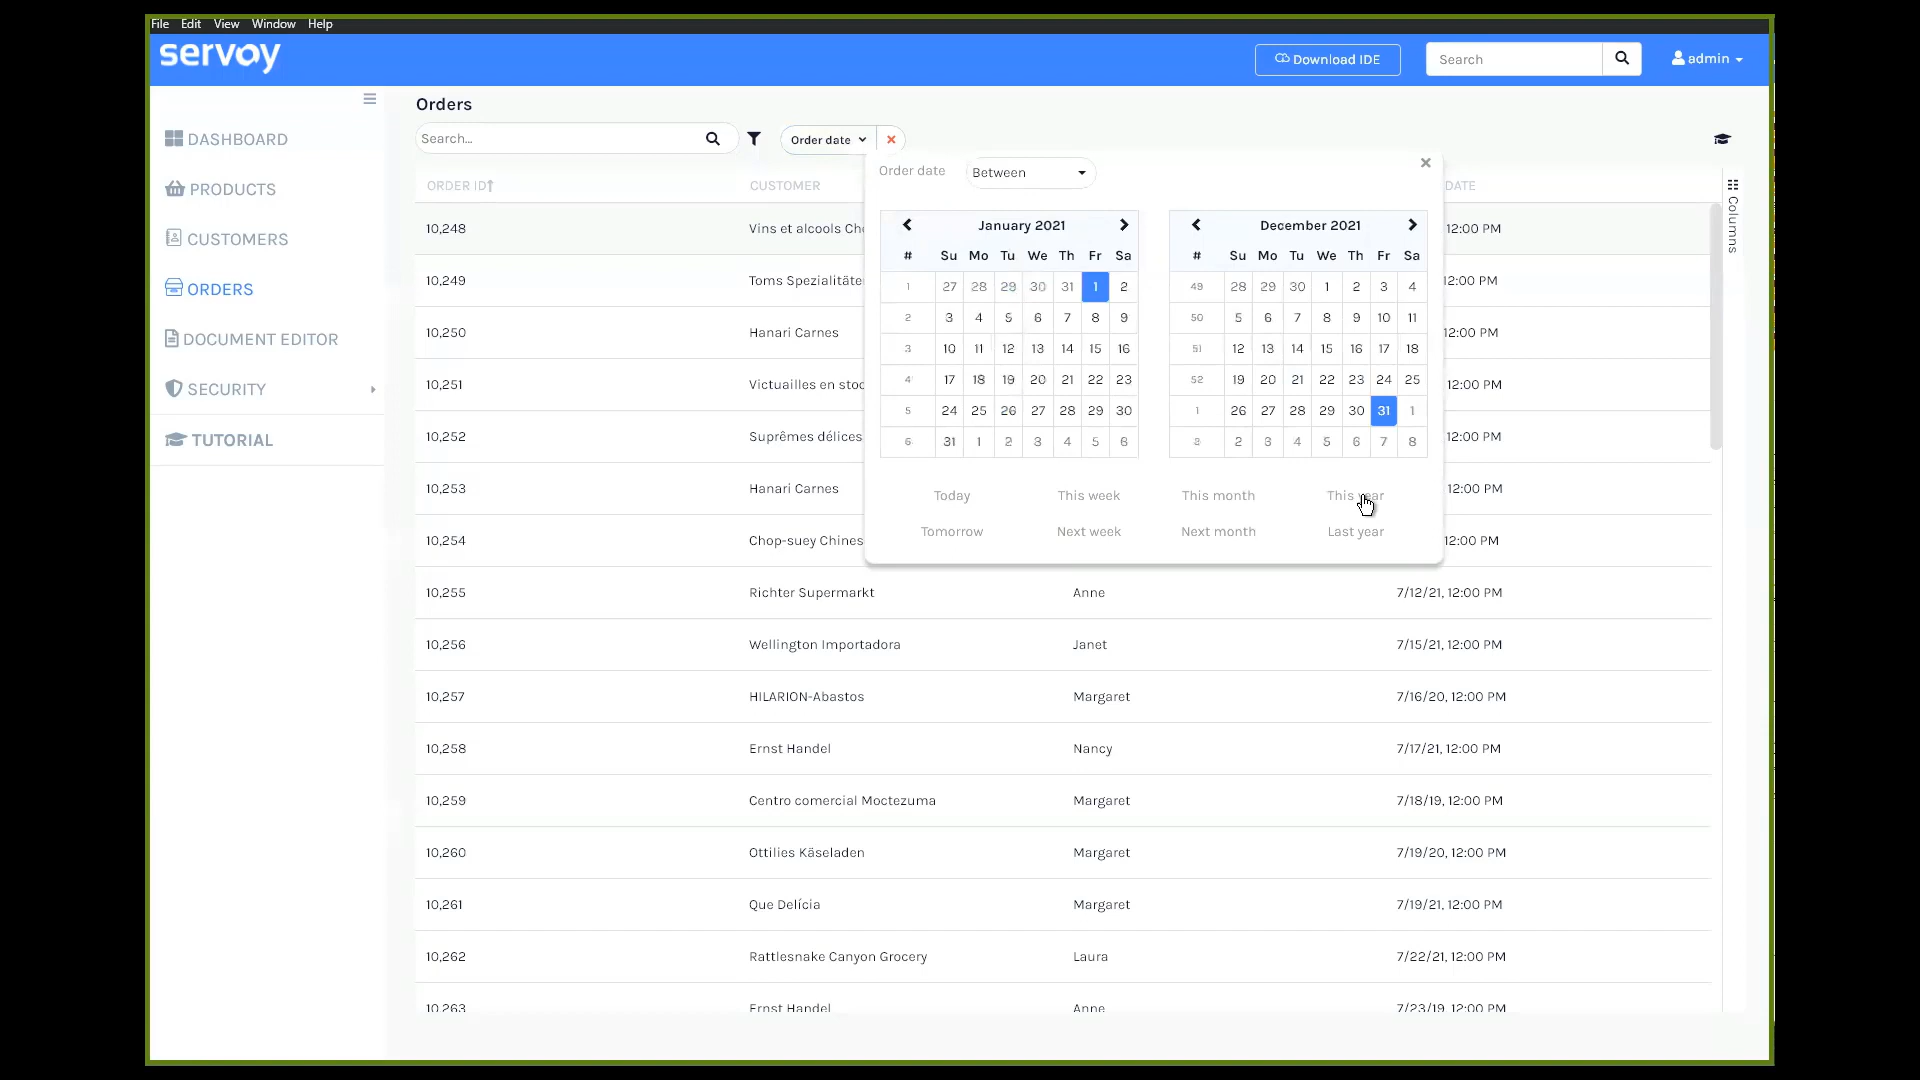 File Edit View Window Help
servoy
Download IDE
Search
admin
DASHBOARD
PRODUCTS
CUSTOMERS
ORDERS
DOCUMENT EDITOR
SECURITY
TUTORIAL
Orders
Search...
Order date
Order date Between
January 2021
# Su Mo Tu We Th Fr Sa
1 27 28 29 30 31 1 2
2 3 4 5 6 7 8 9
3 10 11 12 13 14 15 16
4 17 18 19 20 21 22 23
5 24 25 26 27 28 29 30
6 31 1 2 3 4 5 6
December 2021
# Su Mo Tu We Th Fr Sa
49 28 29 30 1 2 3 4
50 5 6 7 8 9 10 11
51 12 13 14 15 16 17 18
52 19 20 21 22 23 24 25
1 26 27 28 29 30 31 1
2 2 3 4 5 6 7 8
Today This week This month This year
Tomorrow Next week Next month Last year
ORDER ID CUSTOMER DATE
10,248 Vins et alcools 12:00 PM
10,249 Toms Spezialitäte 12:00 PM
10,250 Hanari Carnes 12:00 PM
10,251 Victuailles en stoc 12:00 PM
10,252 Suprêmes délices 12:00 PM
10,253 Hanari Carnes 12:00 PM
10,254 Chop-suey Chines 12:00 PM
10,255 Richter Supermarkt Anne 7/12/21, 12:00 PM
10,256 Wellington Importadora Janet 7/15/21, 12:00 PM
10,257 HILARION-Abastos Margaret 7/16/20, 12:00 PM
10,258 Ernst Handel Nancy 7/17/21, 12:00 PM
10,259 Centro comercial Moctezuma Margaret 7/18/19, 12:00 PM
10,260 Ottilies Käseladen Margaret 7/19/20, 12:00 PM
10,261 Que Delícia Margaret 7/19/21, 12:00 PM
10,262 Rattlesnake Canyon Grocery Laura 7/22/21, 12:00 PM
10,263 Ernst Handel Anne 7/23/19, 12:00 PM
Columns